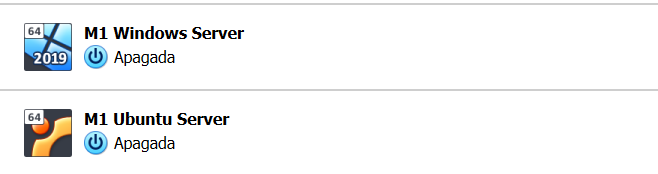 64
2019
M1 Windows Server
Apagada
64
M1 Ubuntu Server
Apagada